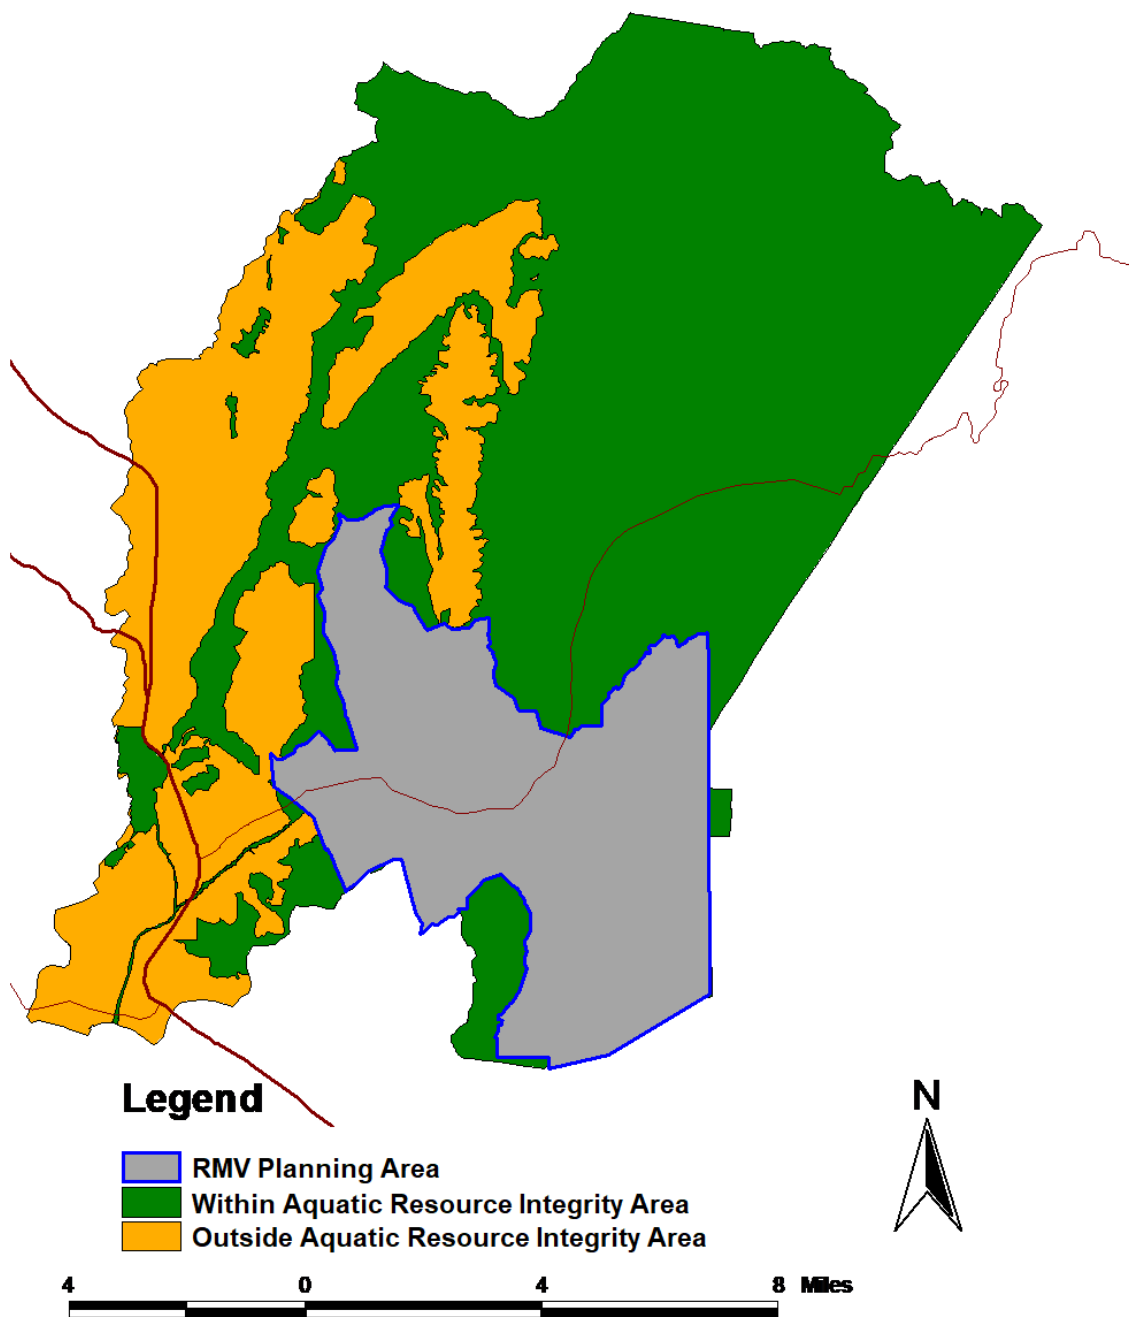 Legend
N
RMV Planning Area
Within Aquatic Resource Integrity Area
Outside Aquatic Resource Integrity Area
4 0 4 8 Miles